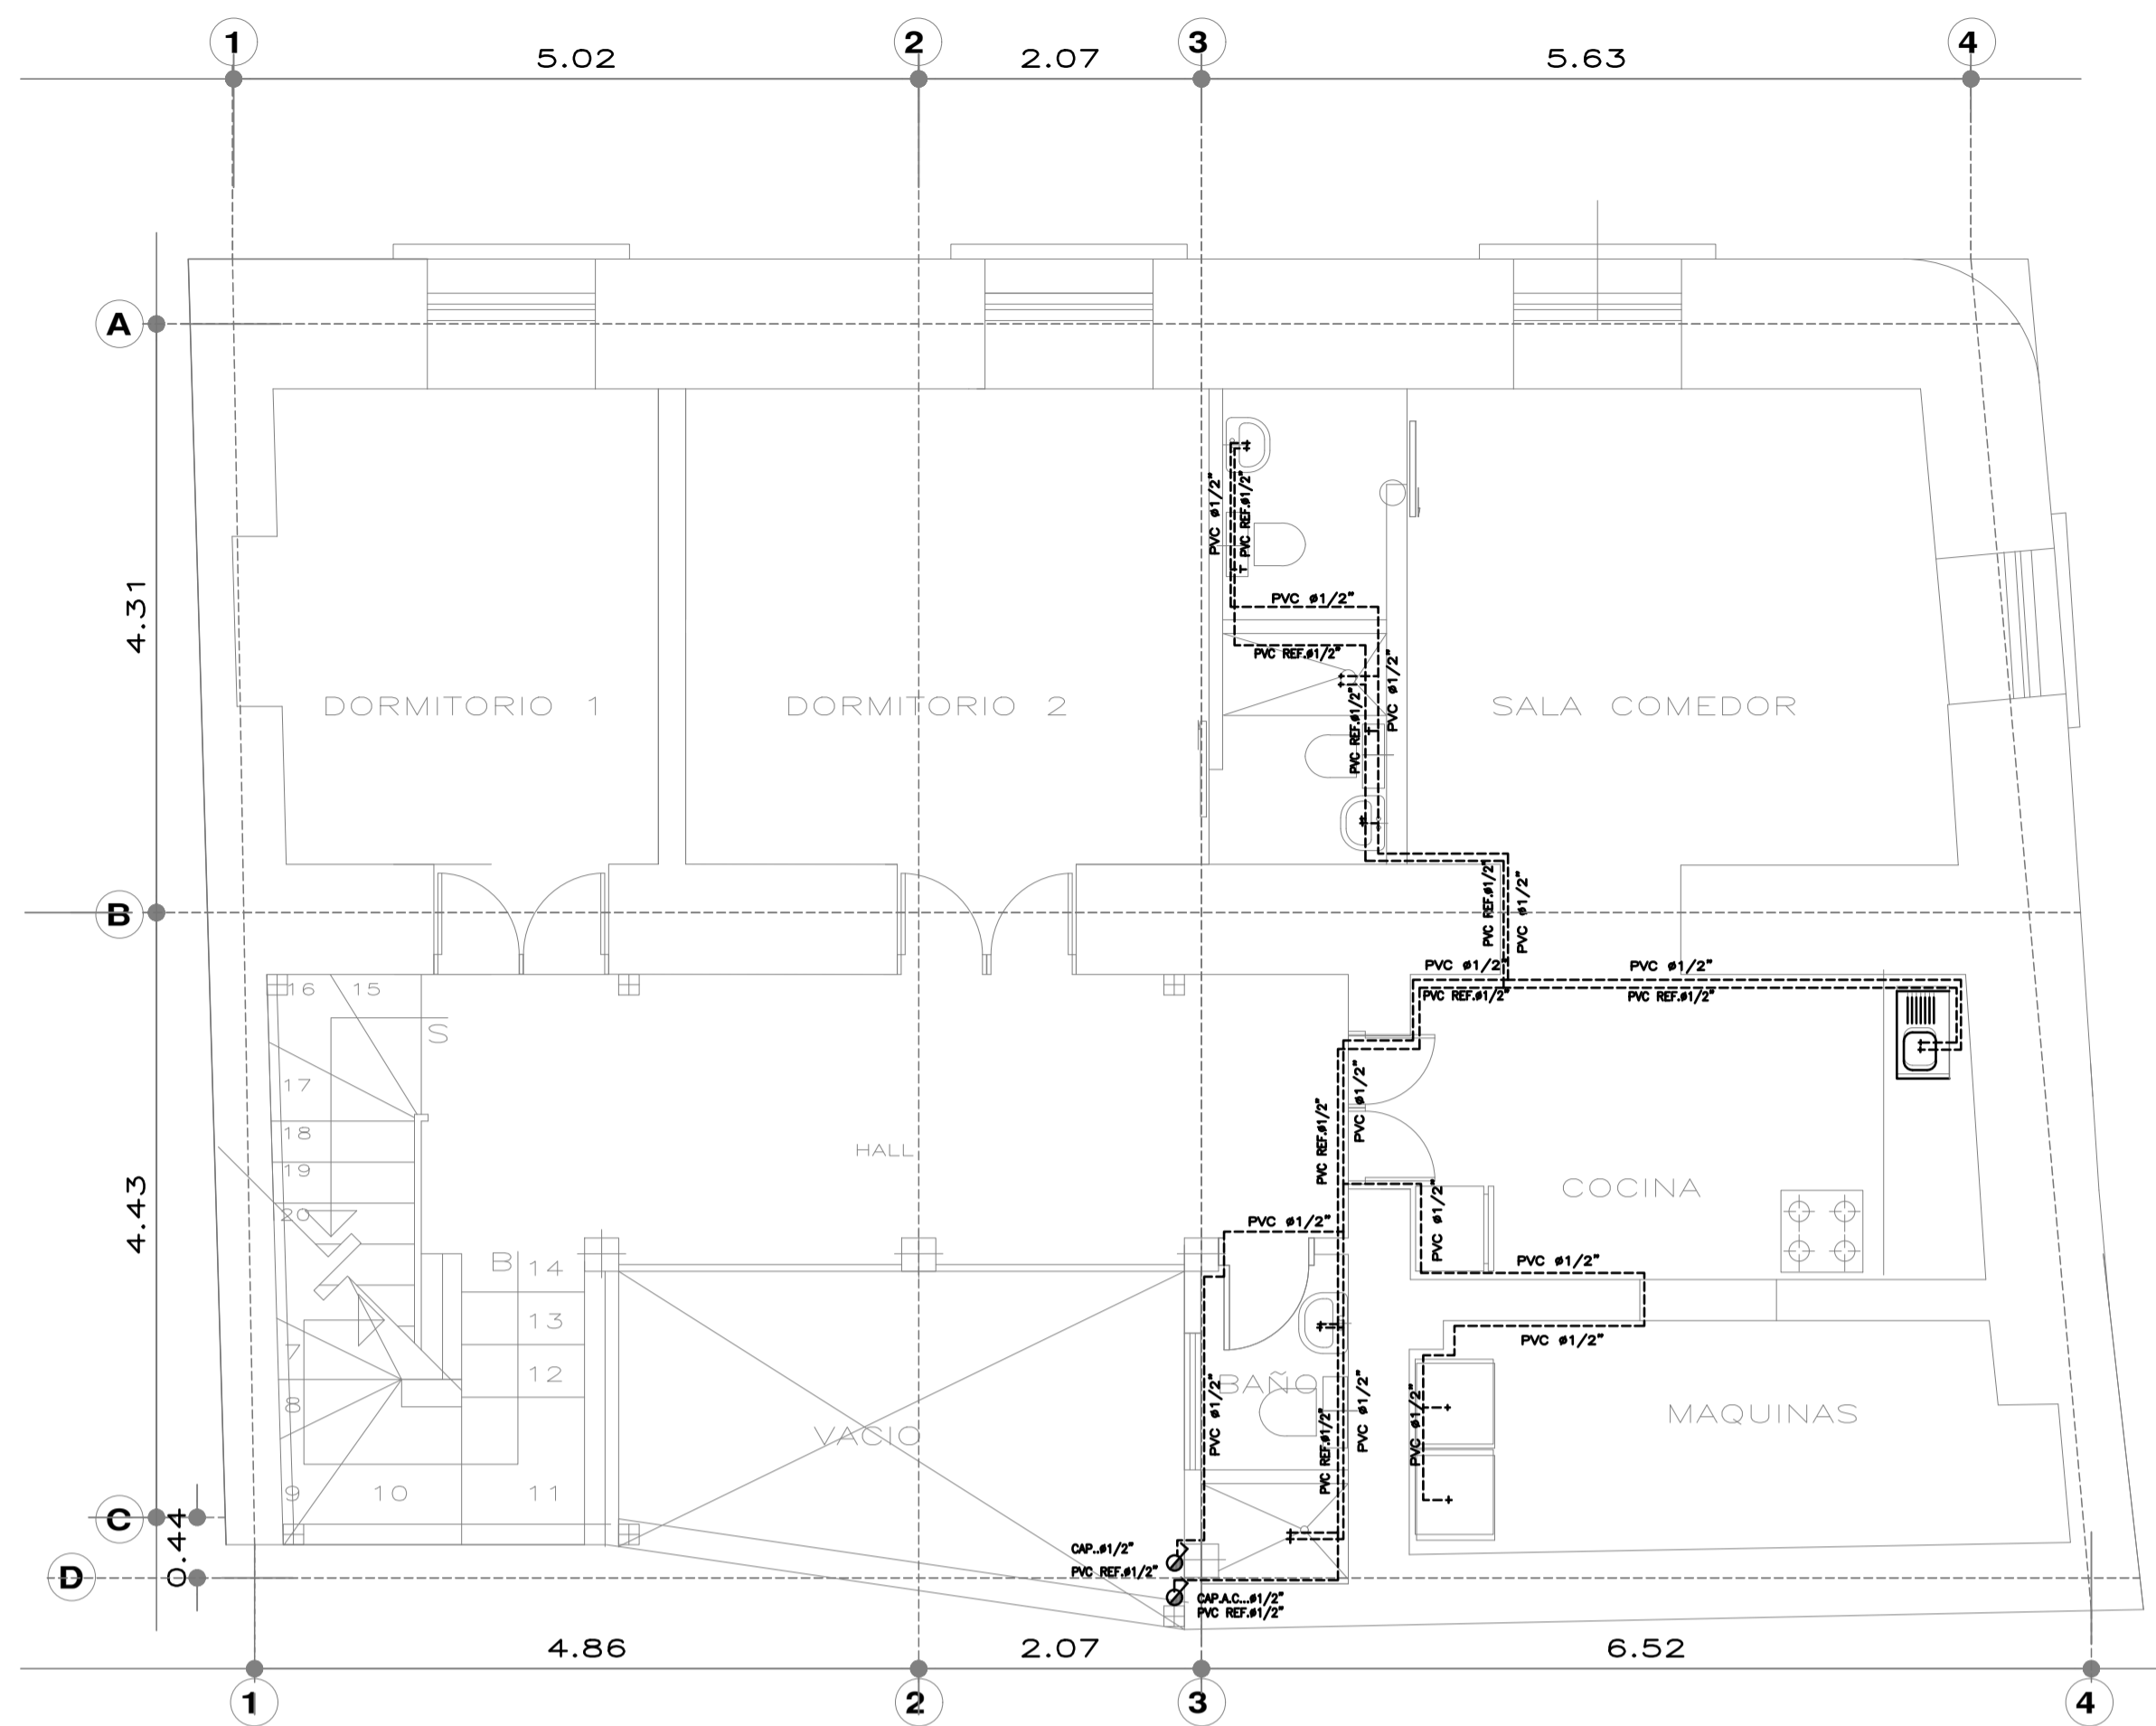 1 2 3 4
5.02 2.07 5.63
A
PVC ø1/2"
PVC REF.ø1/2"
T
4.31
PVC ø1/2"
PVC REF.ø1/2"
PVC ø1/2"
PVC REF.ø1/2"
DORMITORIO 1 DORMITORIO 2 SALA COMEDOR
B
PVC REF.ø1/2"
PVC ø1/2"
PVC ø1/2" PVC ø1/2"
PVC REF.ø1/2" PVC REF.ø1/2"
16 15
S
17
18
19
20
HALL
PVC ø1/2"
PVC REF.ø1/2"
COCINA
4.43
PVC ø1/2"
PVC ø1/2"
B 14
PVC ø1/2"
13
7
12
8
PVC ø1/2"
BAÑO
PVC ø1/2"
PVC REF.ø1/2"
PVC ø1/2"
PVC ø1/2"
MAQUINAS
VACIO
9 10 11
C
0.44
D
CAP..ø1/2"
PVC REF.ø1/2"
CAP.A.C...ø1/2"
PVC REF.ø1/2"
4.86 2.07 6.52
1 2 3 4